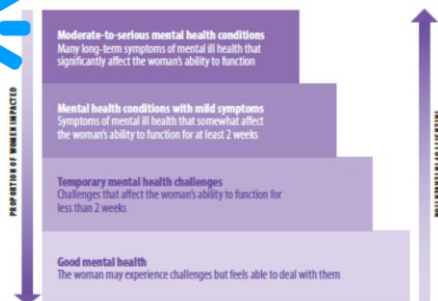 Moderate-to-serious mental health conditions
Many long-term symptoms of mental ill health that
significantly affect the woman's ability to function
Mental health conditions with mild symptoms
Symptoms of mental ill health that somewhat affect
the woman's ability to function for at least 2 weeks
Temporary mental health challenges
Challenges that affect the woman's ability to function for
less than 2 weeks
Good mental health
The woman may experience challenges but feels able to deal with them
PROPORTION OF WOMEN IMPACTED